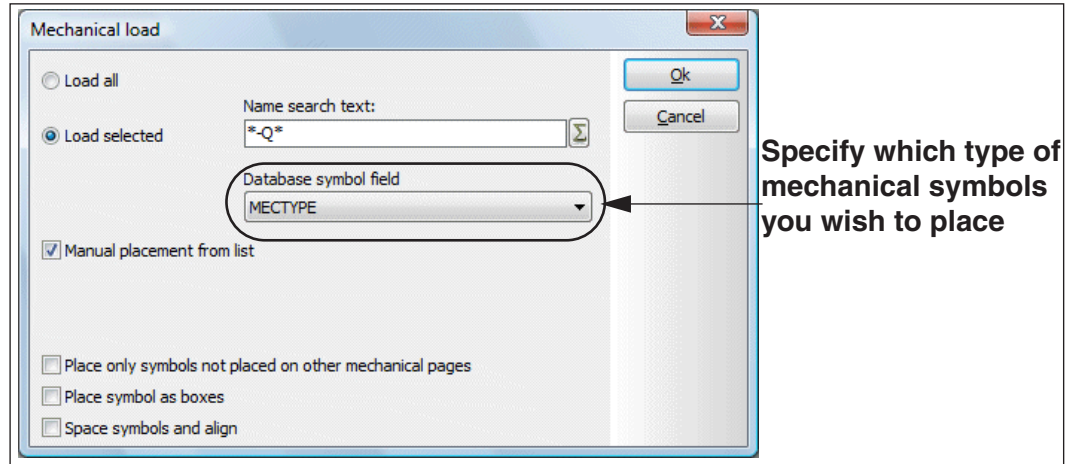 Mechanical load
Load all
Name search text:
Load selected
*-Q*
Database symbol field
MECTYPE
Manual placement from list
Place only symbols not placed on other mechanical pages
Place symbol as boxes
Space symbols and align
Ok
Cancel
Specify which type of
mechanical symbols
you wish to place